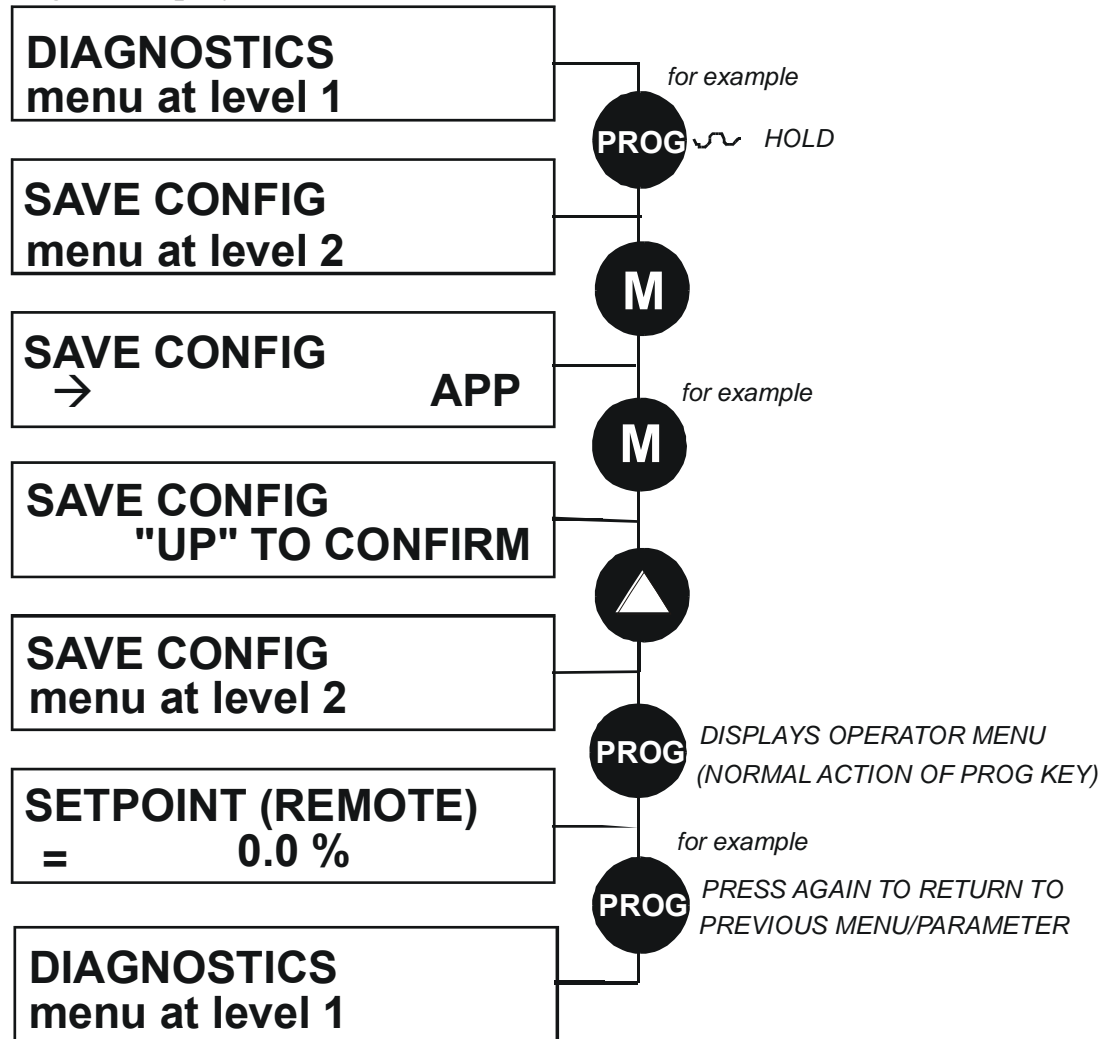 DIAGNOSTICS
menu at level 1
for example
PROG
HOLD
SAVE CONFIG
menu at level 2
M
SAVE CONFIG
→ APP
for example
M
SAVE CONFIG
"UP" TO CONFIRM
SAVE CONFIG
menu at level 2
PROG
DISPLAYS OPERATOR MENU
(NORMAL ACTION OF PROG KEY)
SETPOINT (REMOTE)
= 0.0 %
for example
PROG
PRESS AGAIN TO RETURN TO
PREVIOUS MENU/PARAMETER
DIAGNOSTICS
menu at level 1